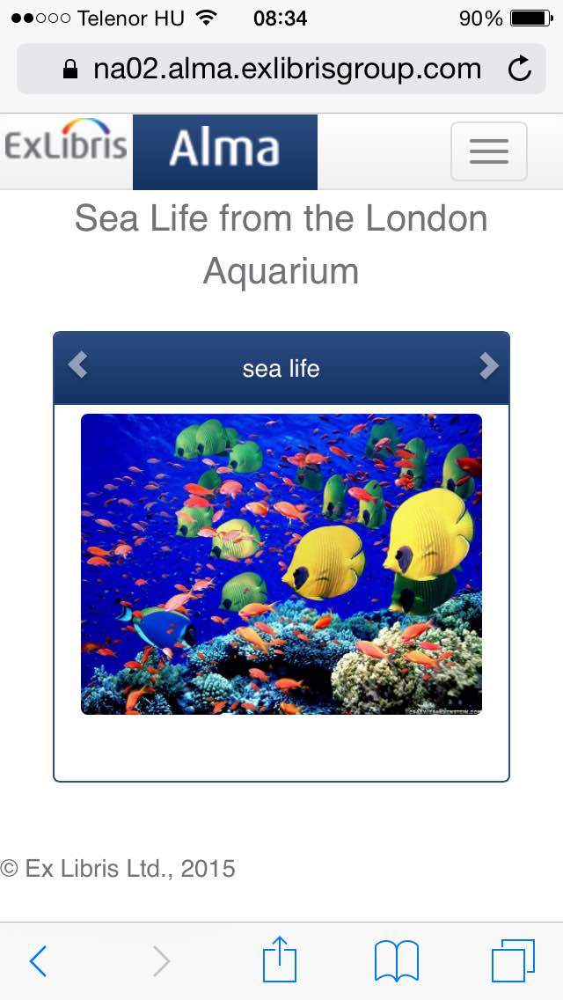 Telenor HU 08:34 90%
na02.alma.exlibrisgroup.com
ExLibris Alma
Sea Life from the London
Aquarium
sea life
© Ex Libris Ltd., 2015